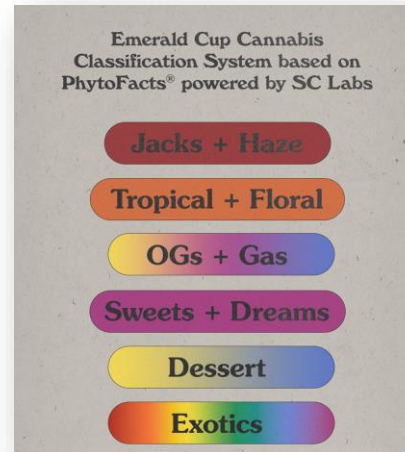 Emerald Cup Cannabis
Classification System based on
PhytoFacts® powered by SC Labs
Jacks + Haze
Tropical + Floral
OGs + Gas
Sweets + Dreams
Dessert
Exotics